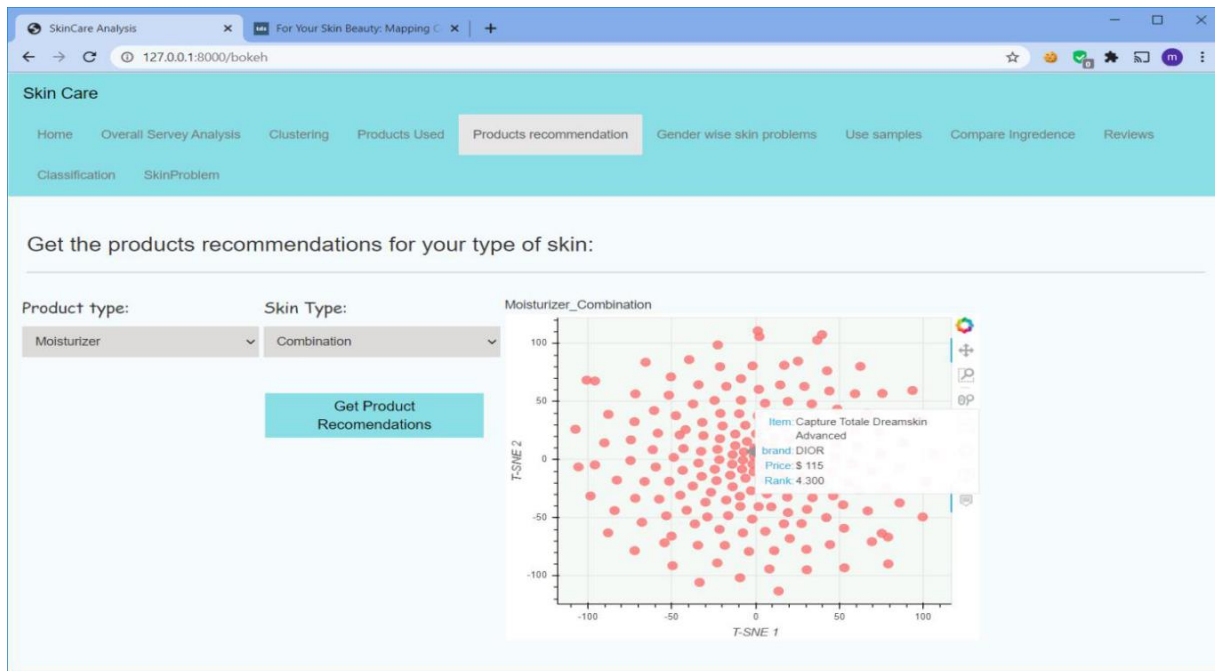 SkinCare Analysis
For Your Skin Beauty: Mapping C
127.0.0.1:8000/bokeh
m
Skin Care
Home Overall Servey Analysis Clustering Products Used Products recommendation Gender wise skin problems Use samples Compare Ingredence Reviews
Classification SkinProblem
Get the products recommendations for your type of skin:
Product type: Skin Type:
Moisturizer Combination
Get Product
Recomendations
Moisturizer_Combination
100
50
0
-50
-100
T-SNE 2
Item: Capture Totale Dreamskin
Advanced
brand: DIOR
Price: $ 115
Rank: 4.300
-100 -50 0 50 100
T-SNE 1